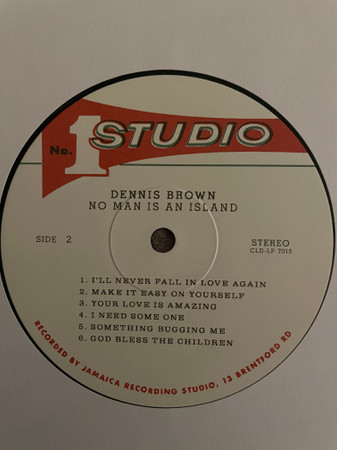 No. 1 STUDIO
DENNIS BROWN
NO MAN IS AN ISLAND
SIDE 2
STEREO
CLD-LP 7015
1. I'LL NEVER FALL IN LOVE AGAIN
2. MAKE IT EASY ON YOURSELF
3. YOUR LOVE IS AMAZING
4. I NEED SOME ONE
5. SOMETHING BUGGING ME
6. GOD BLESS THE CHILDREN
RECORDED BY JAMAICA RECORDING STUDIO, 13 BRENTFORD RD